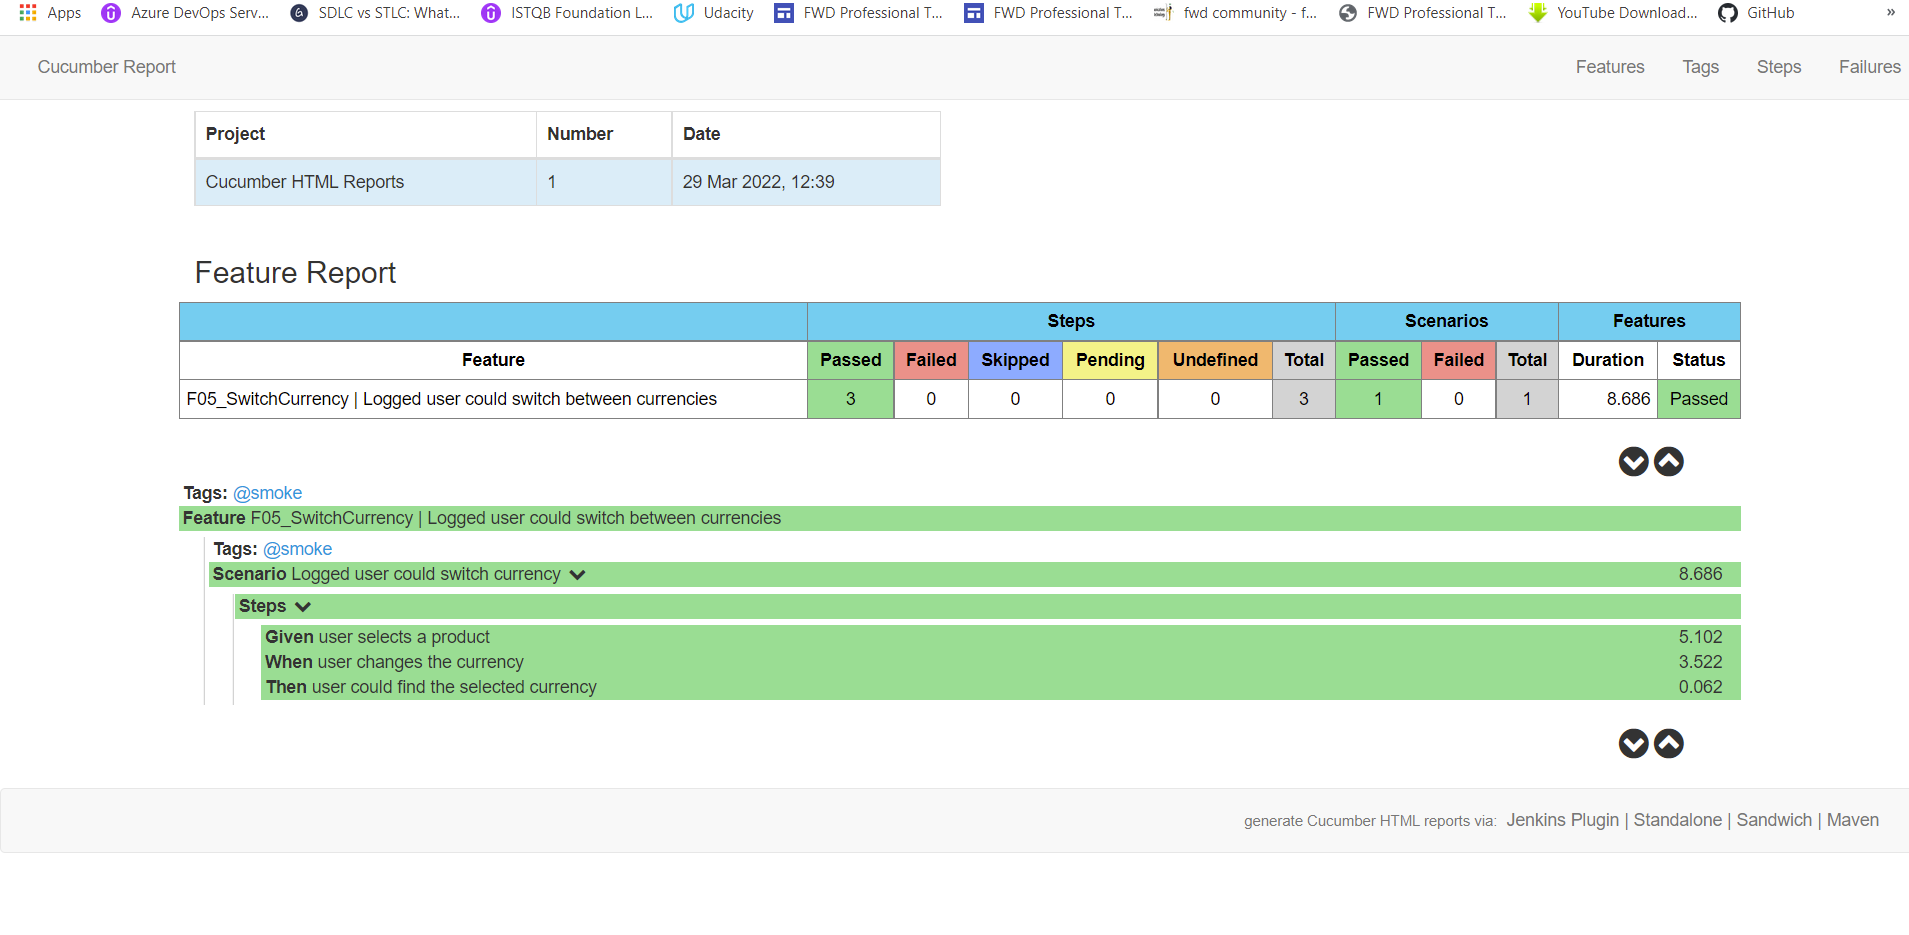 Apps Azure DevOps Serv... SDLC vs STLC: What... ISTQB Foundation L... Udacity FWD Professional T... FWD Professional T... fwd community - f... FWD Professional T... YouTube Download... GitHub »
Cucumber Report Features Tags Steps Failures
Project Number Date
Cucumber HTML Reports 1 29 Mar 2022, 12:39
Feature Report
Steps Scenarios Features
Feature Passed Failed Skipped Pending Undefined Total Passed Failed Total Duration Status
F05_SwitchCurrency | Logged user could switch between currencies 3 0 0 0 0 3 1 0 1 8.686 Passed
Tags: @smoke
Feature F05_SwitchCurrency | Logged user could switch between currencies
Tags: @smoke
Scenario Logged user could switch currency 8.686
Steps
Given user selects a product 5.102
When user changes the currency 3.522
Then user could find the selected currency 0.062
generate Cucumber HTML reports via: Jenkins Plugin | Standalone | Sandwich | Maven